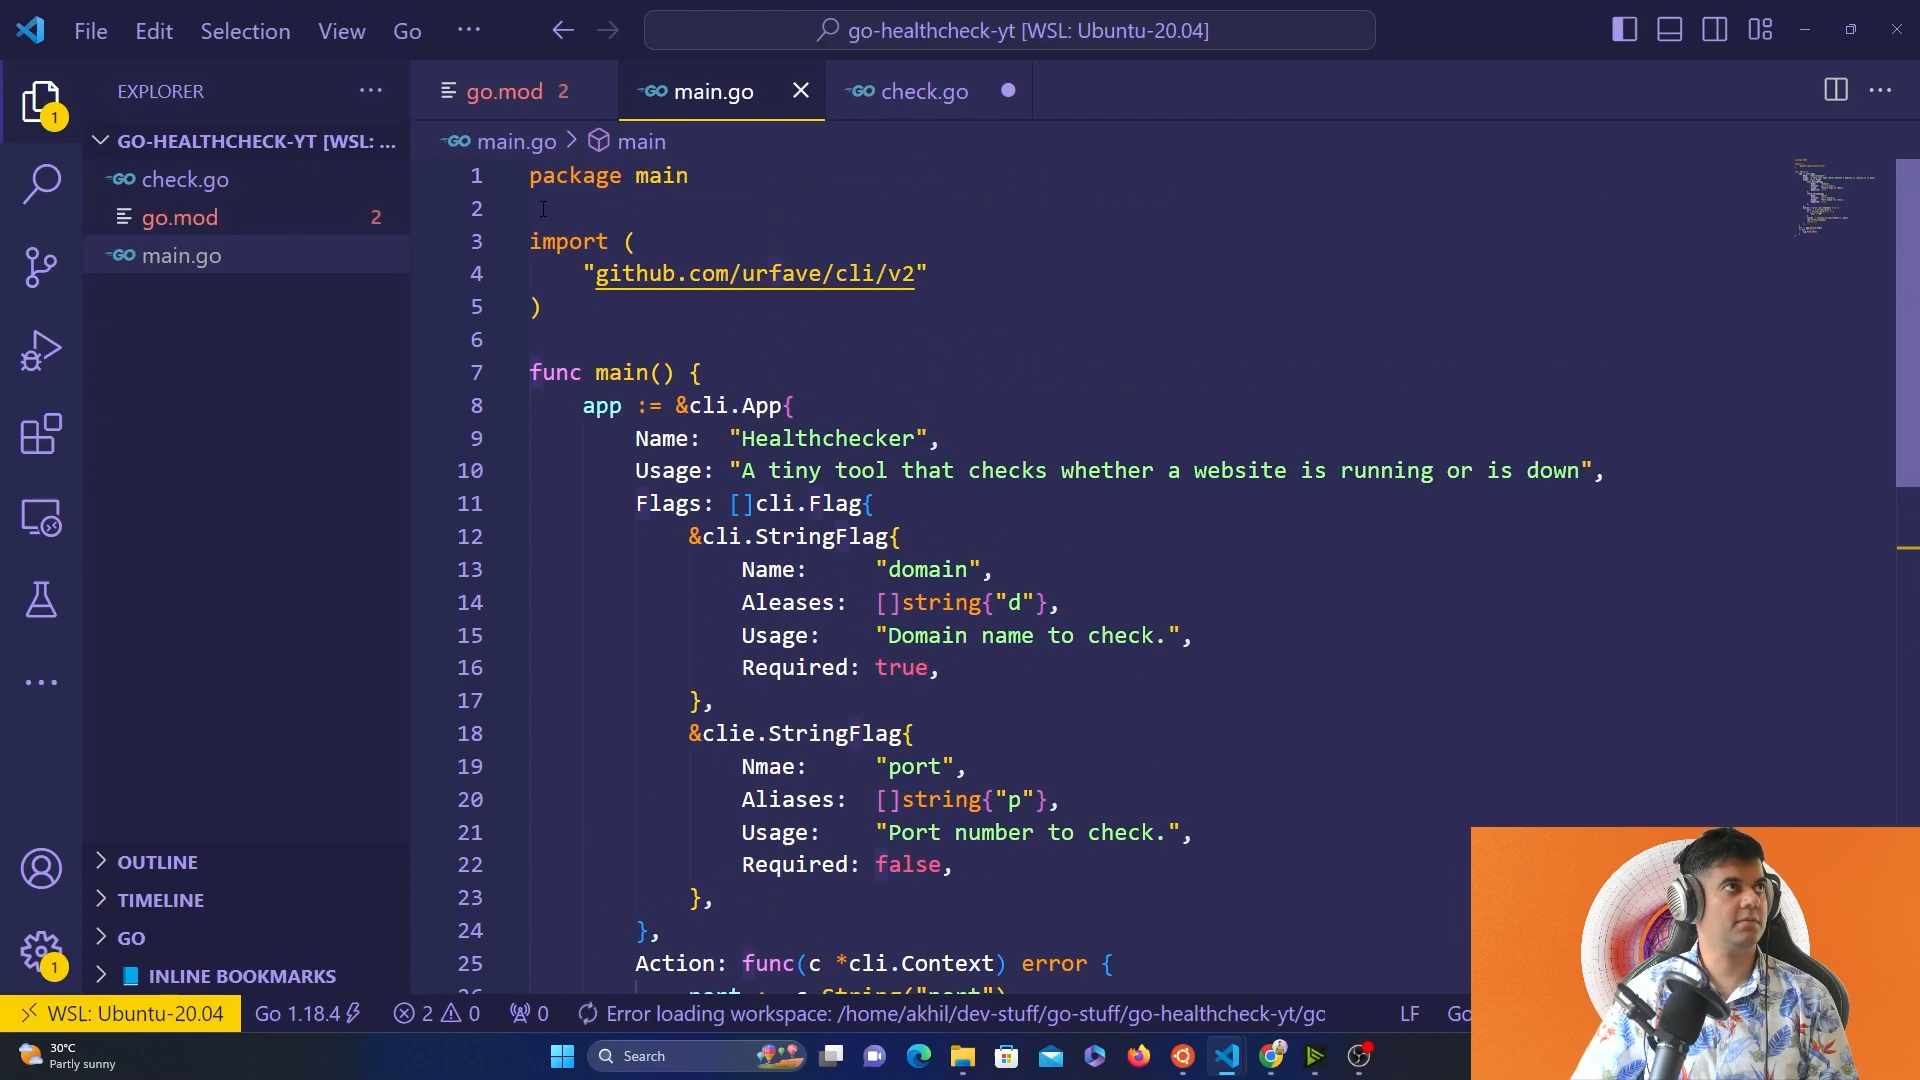 File Edit Selection View Go ···
go-healthcheck-yt [WSL: Ubuntu-20.04]
EXPLORER
go.mod 2
main.go
check.go
GO-HEALTHCHECK-YT [WSL: ...
main.go > main
check.go
go.mod 2
main.go
1 package main
2
3 import (
4 "github.com/urfave/cli/v2"
5 )
6
7 func main() {
8 app := &cli.App{
9 Name: "Healthchecker",
10 Usage: "A tiny tool that checks whether a website is running or is down",
11 Flags: []cli.Flag{
12 &cli.StringFlag{
13 Name: "domain",
14 Aleases: []string{"d"},
15 Usage: "Domain name to check.",
16 Required: true,
17 },
18 &clie.StringFlag{
19 Nmae: "port",
20 Aliases: []string{"p"},
21 Usage: "Port number to check.",
22 Required: false,
23 },
24 },
25 Action: func(c *cli.Context) error {
1
OUTLINE
TIMELINE
GO
INLINE BOOKMARKS
1
WSL: Ubuntu-20.04 Go 1.18.4 2 0 0 Error loading workspace: /home/akhil/dev-stuff/go-stuff/go-healthcheck-yt/go LF Go
30°C
Partly sunny
Search